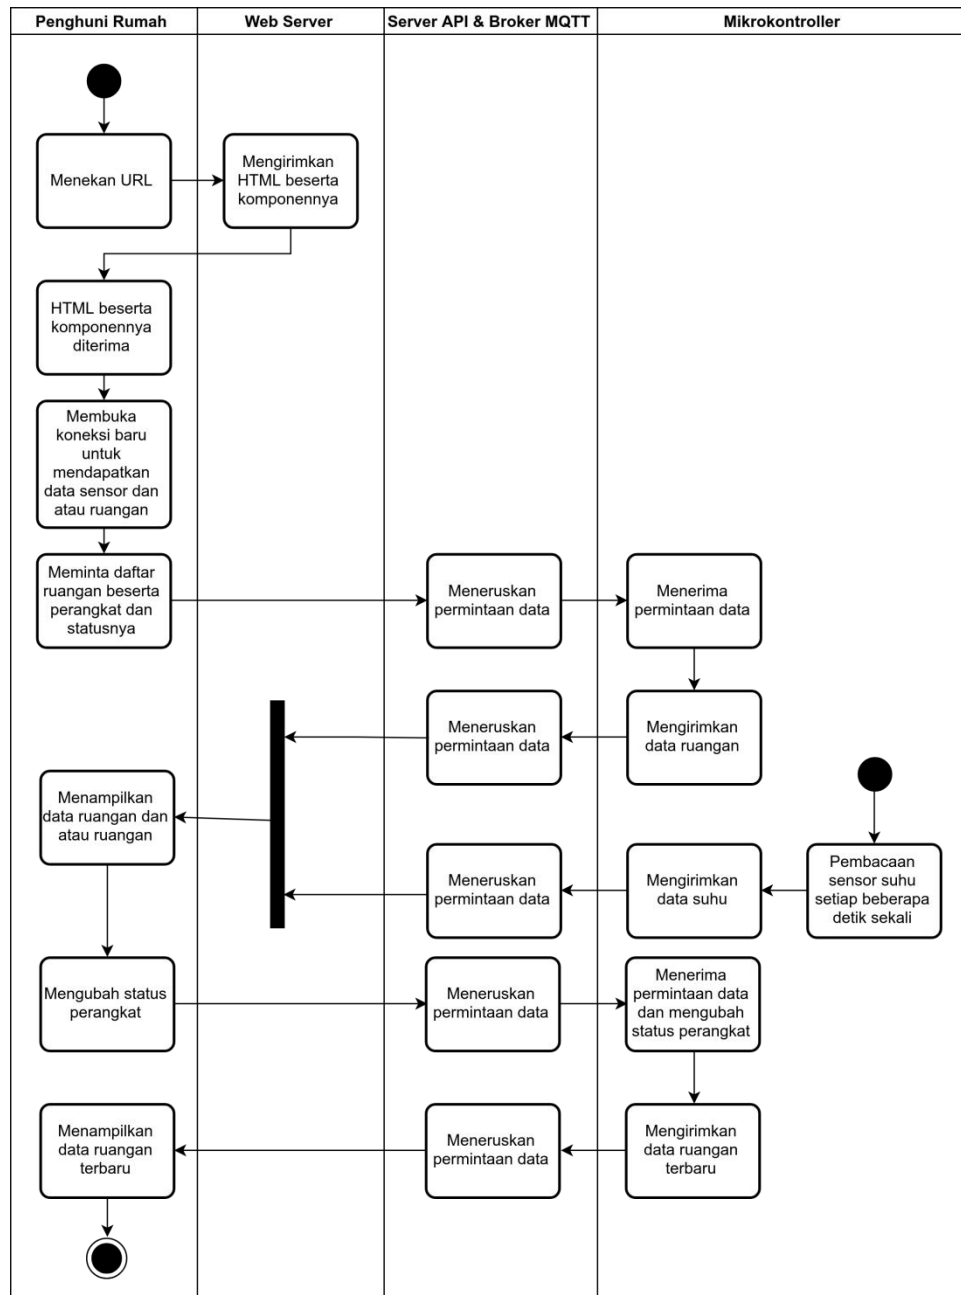 Penghuni Rumah
Web Server
Server API & Broker MQTT
Mikrokontroller
Menekan URL
Mengirimkan
HTML beserta
komponennya
HTML beserta
komponennya
diterima
Membuka
koneksi baru
untuk
mendapatkan
data sensor dan
atau ruangan
Meminta daftar
ruangan beserta
perangkat dan
statusnya
Meneruskan
permintaan data
Menerima
permintaan data
Meneruskan
permintaan data
Mengirimkan
data ruangan
Menampilkan
data ruangan dan
atau ruangan
Meneruskan
permintaan data
Mengirimkan
data suhu
Pembacaan
sensor suhu
setiap beberapa
detik sekali
Mengubah status
perangkat
Meneruskan
permintaan data
Menerima
permintaan data
dan mengubah
status perangkat
Menampilkan
data ruangan
terbaru
Meneruskan
permintaan data
Mengirimkan
data ruangan
terbaru